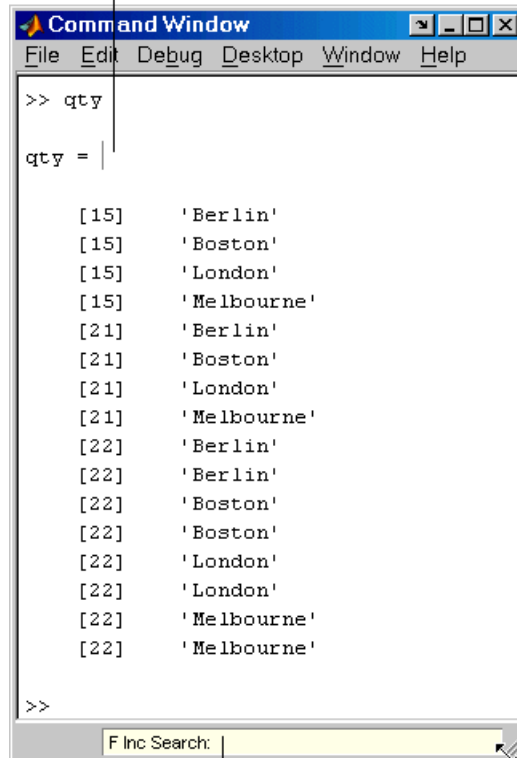 Command Window
File Edit Debug Desktop Window Help
>> qty
qty =
[15] 'Berlin'
[15] 'Boston'
[15] 'London'
[15] 'Melbourne'
[21] 'Berlin'
[21] 'Boston'
[21] 'London'
[21] 'Melbourne'
[22] 'Berlin'
[22] 'Berlin'
[22] 'Boston'
[22] 'Boston'
[22] 'London'
[22] 'London'
[22] 'Melbourne'
[22] 'Melbourne'
>>
F Inc Search: